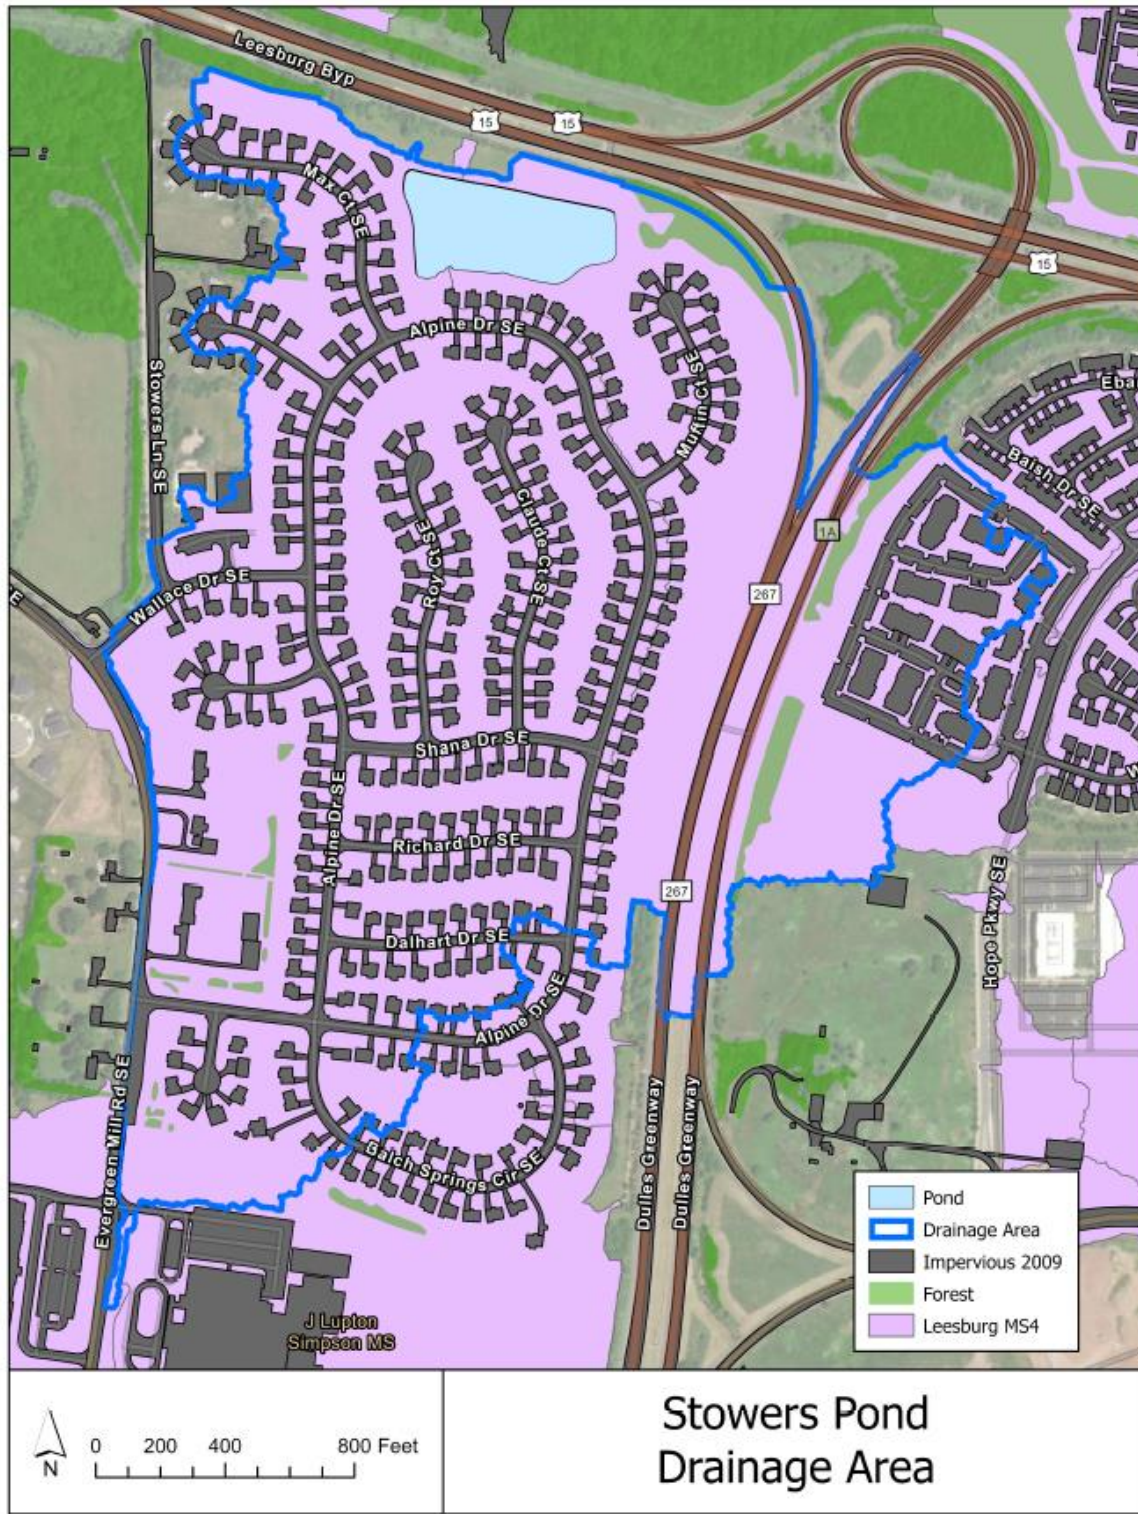 Leesburg Byp
15
15
15
Max Ct SE
Alpine Dr SE
Muffin Ct SE
Stowers Ln SE
Eba
Baish Dr SE
Claude Ct SE
Roy Ct SE
1A
Wallace Dr SE
267
E
Shana Dr SE
Alpine Dr SE
Richard Dr SE
267
Dalhart Dr SE
Hope Pkwy SE
Alpine Dr SE
Evergreen Mill Rd SE
Balch Springs Cir SE
Dulles Greenway
Dulles Greenway
Pond
Drainage Area
Impervious 2009
Forest
Leesburg MS4
J Lupton
Simpson MS
N
0 200 400 800 Feet
Stowers Pond
Drainage Area